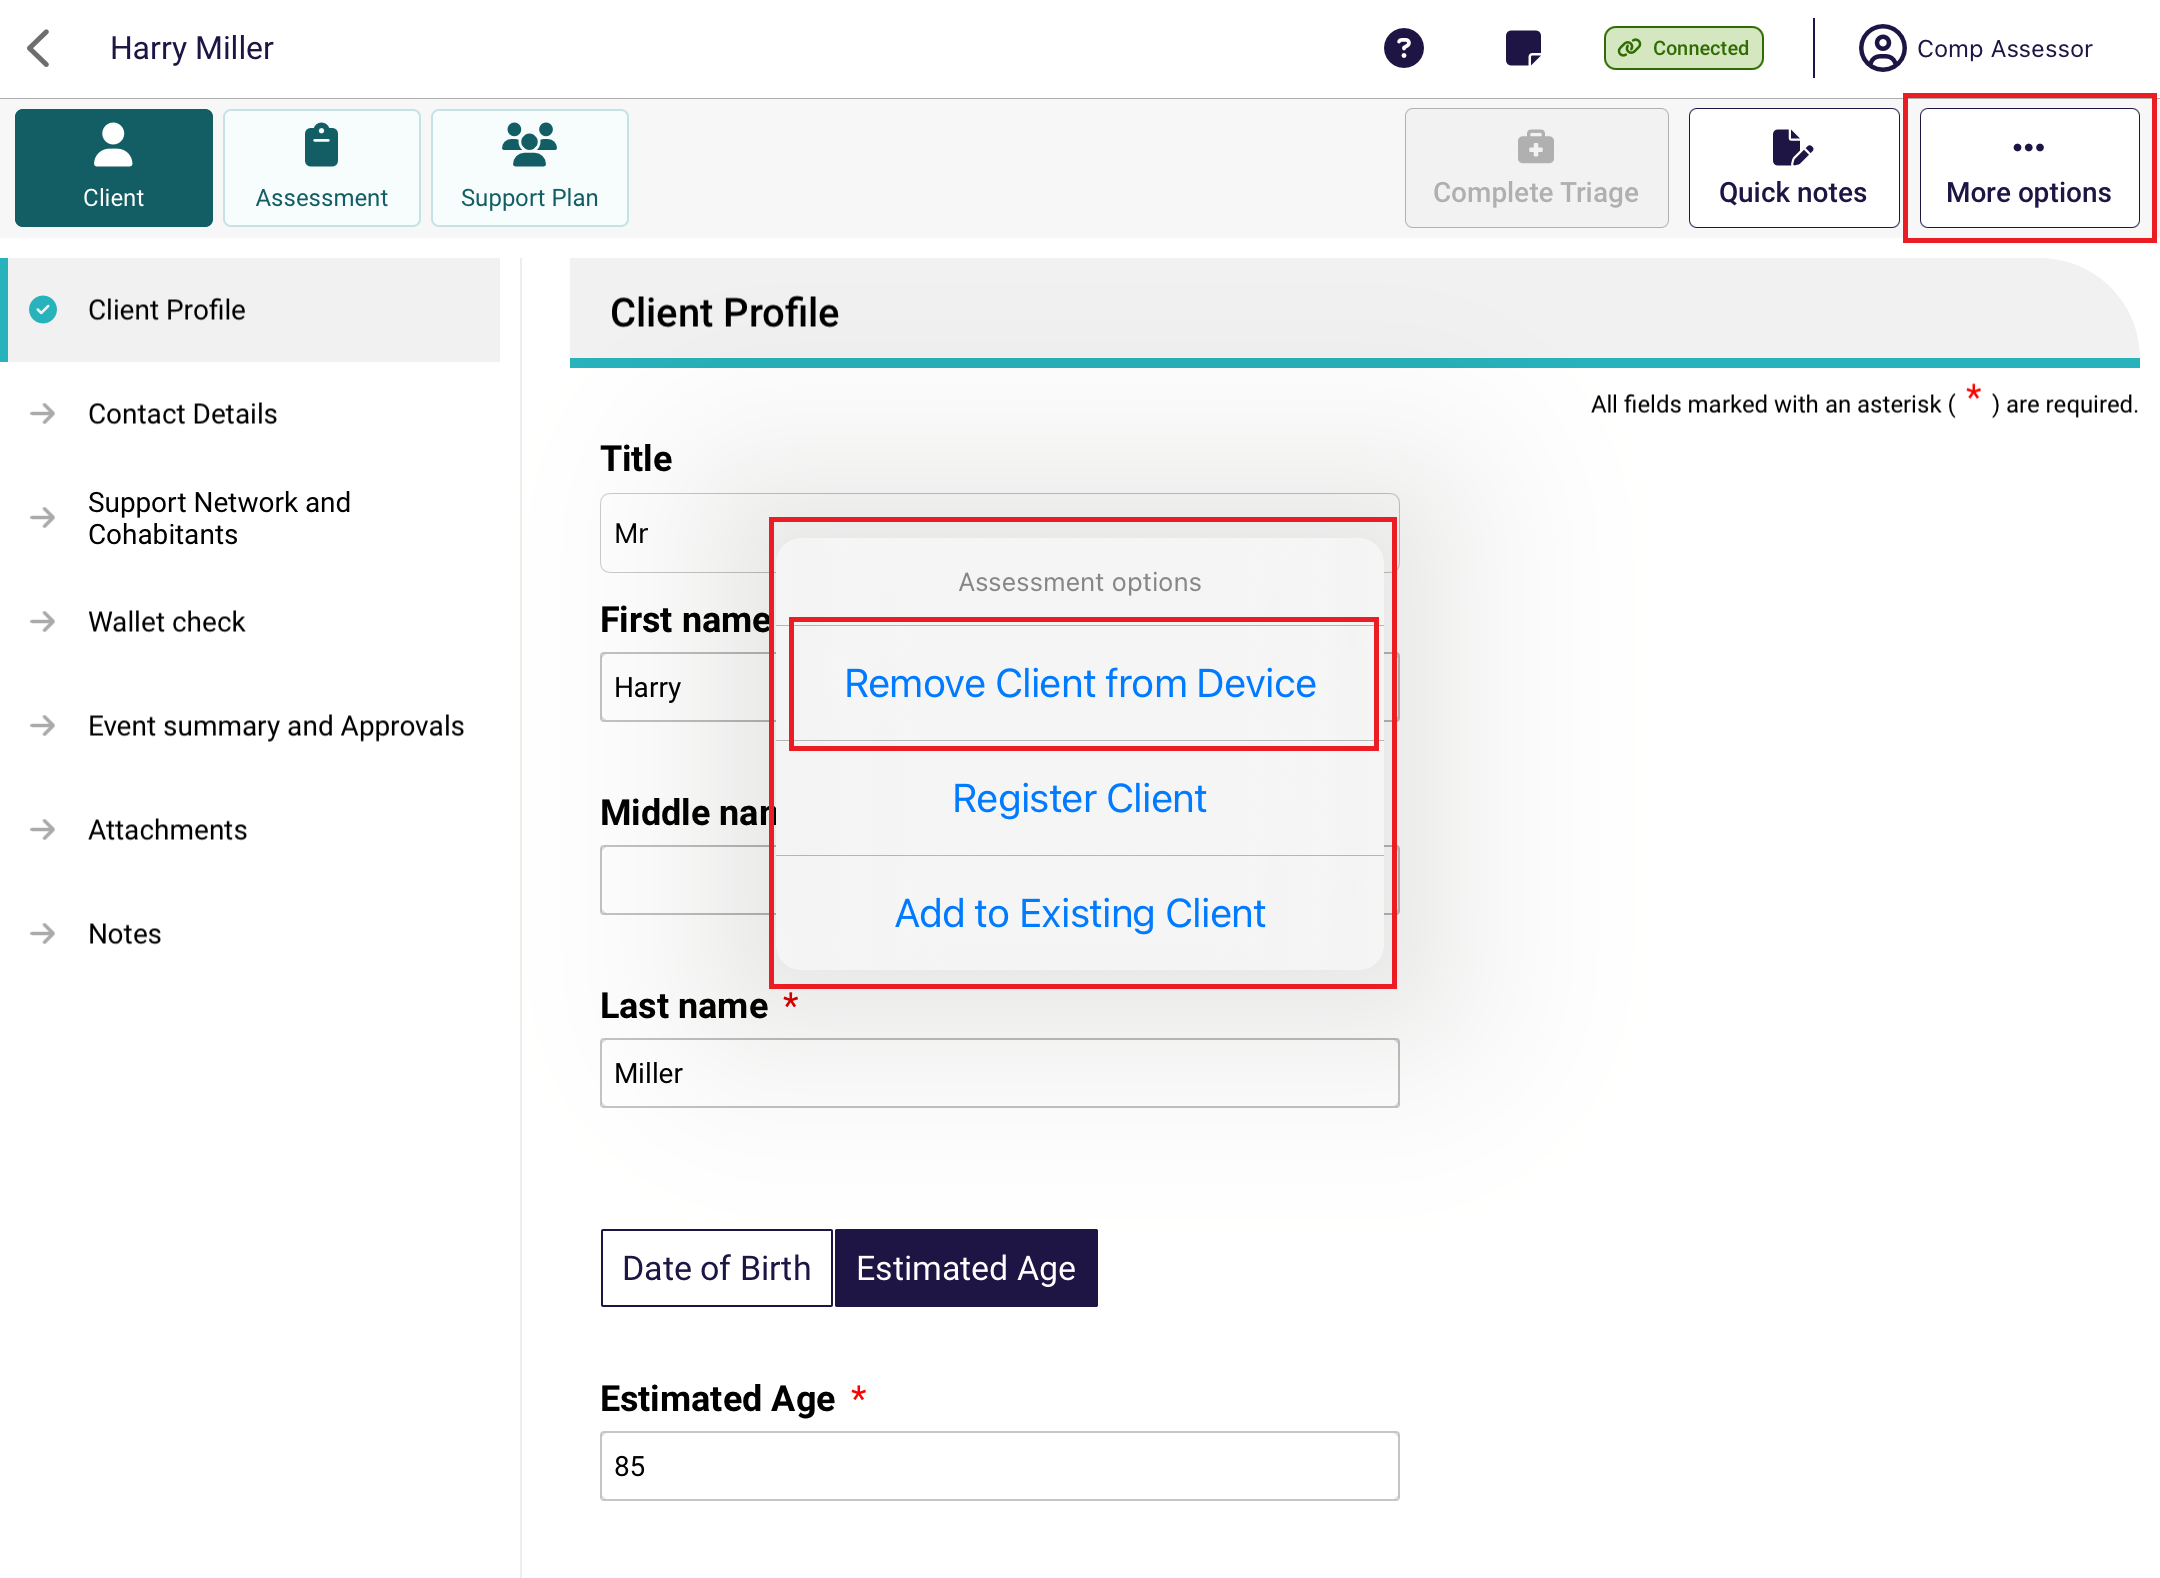 Harry Miller
?
Connected
Comp Assessor
Client
Assessment
Support Plan
Complete Triage
Quick notes
More options
Client Profile
Contact Details
Support Network and
Cohabitants
Wallet check
Event summary and Approvals
Attachments
Notes
Client Profile
All fields marked with an asterisk ( * ) are required.
Title
Mr
First name
Harry
Middle nam
Last name *
Miller
Assessment options
Remove Client from Device
Register Client
Add to Existing Client
Date of Birth
Estimated Age
Estimated Age *
85